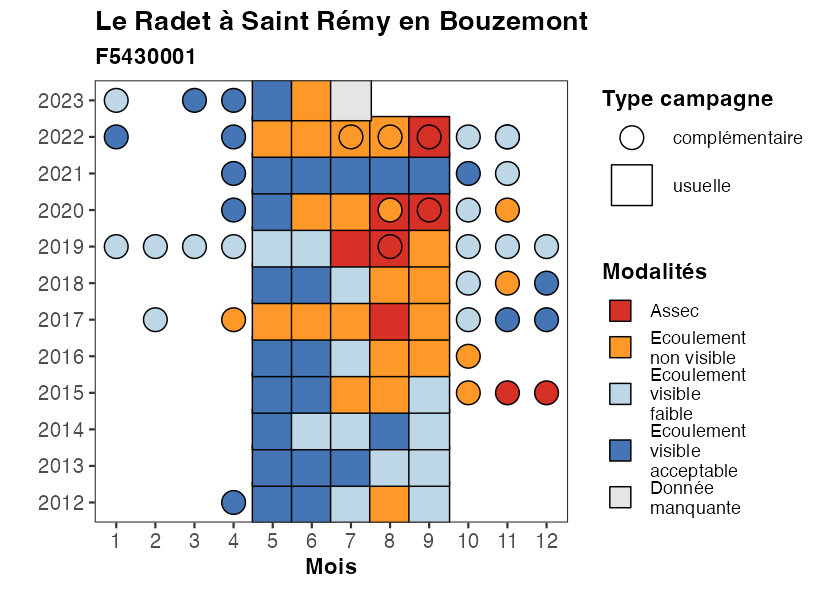 Le Radet à Saint Rémy en Bouzemont
F5430001
2023
2022
2021
2020
2019
2018
2017
2016
2015
2014
2013
2012
1 2 3 4 5 6 7 8 9 10 11 12
Mois
Type campagne
complémentaire
usuelle
Modalités
Assec
Ecoulement
non visible
Ecoulement
visible
faible
Ecoulement
visible
acceptable
Donnée
manquante